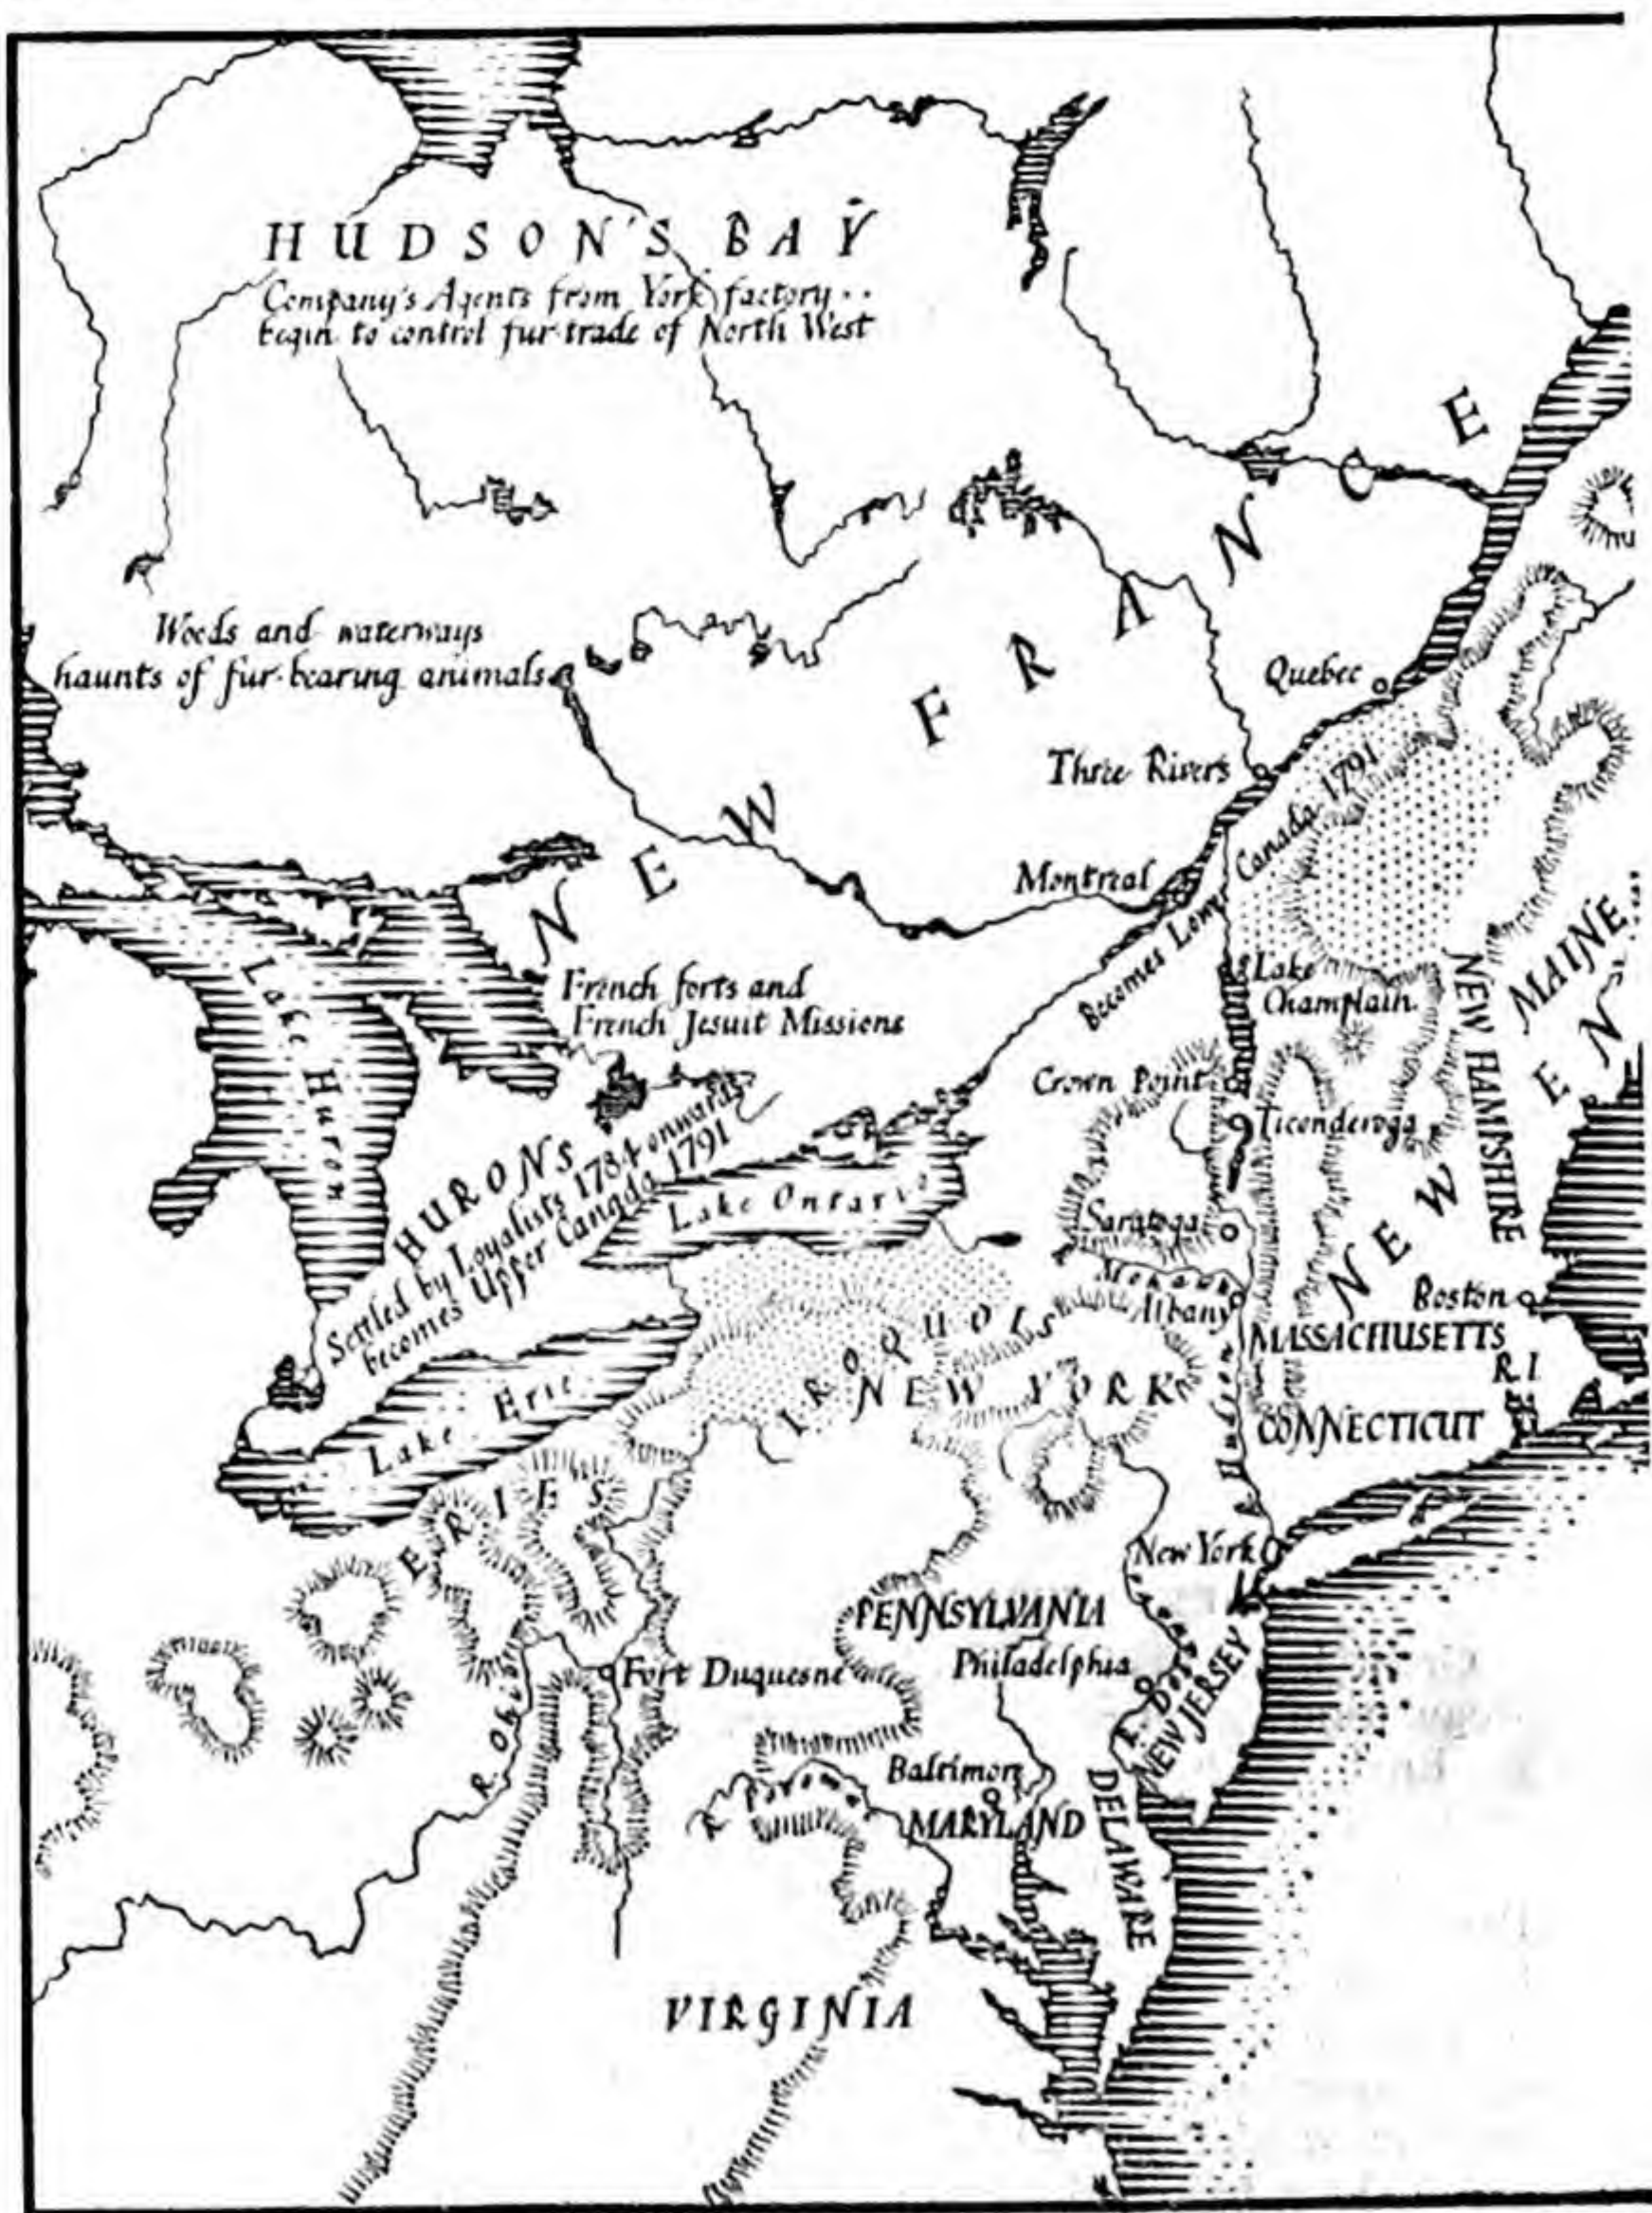 HUDSON'S BAY
Company's Agents from York factory..
begin to control fur-trade of North West
Woods and waterways
haunts of fur-bearing animals
NEW FRANCE
Quebec
Three Rivers
Montreal
Becomes Lower Canada 1791
French forts and
French Jesuit Missions
Lake Huron
HURONS
Settled by Loyalists 1784 onwards
becomes Upper Canada 1791
Lake Ontario
Lake Erie
ERIES
IROQUOIS
Lake
Champlain
Crown Point
Ticonderoga
Saratoga
Mohawk
Albany
R. Hudson
NEW YORK
MAINE
NEW HAMPSHIRE
NEW EN
Boston
MASSACHUSETTS
R.I.
CONNECTICUT
New York
PENNSYLVANIA
Philadelphia
NEW JERSEY
Fort Duquesne
R. Ohio
Baltimore
MARYLAND
DELAWARE
VIRGINIA